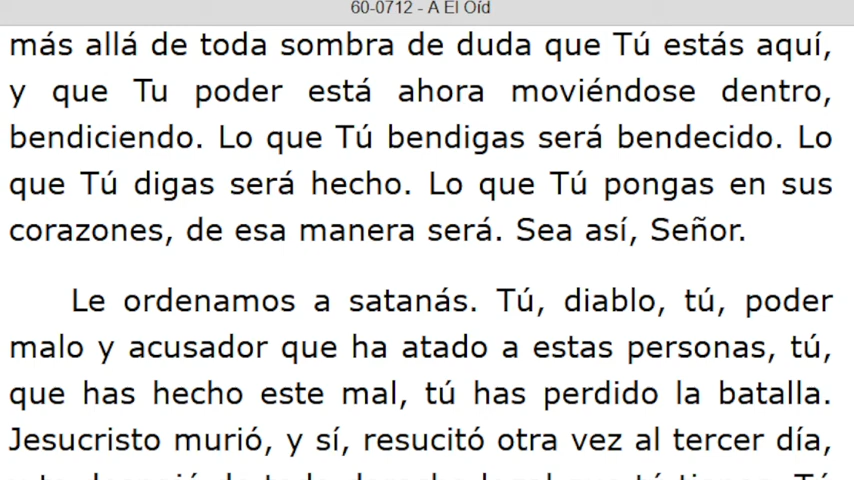 60-0712 - A El Oíd
más allá de toda sombra de duda que Tú estás aquí,
y que Tu poder está ahora moviéndose dentro,
bendiciendo. Lo que Tú bendigas será bendecido. Lo
que Tú digas será hecho. Lo que Tú pongas en sus
corazones, de esa manera será. Sea así, Señor.
Le ordenamos a satanás. Tú, diablo, tú, poder
malo y acusador que ha atado a estas personas, tú,
que has hecho este mal, tú has perdido la batalla.
Jesucristo murió, y sí, resucitó otra vez al tercer día,